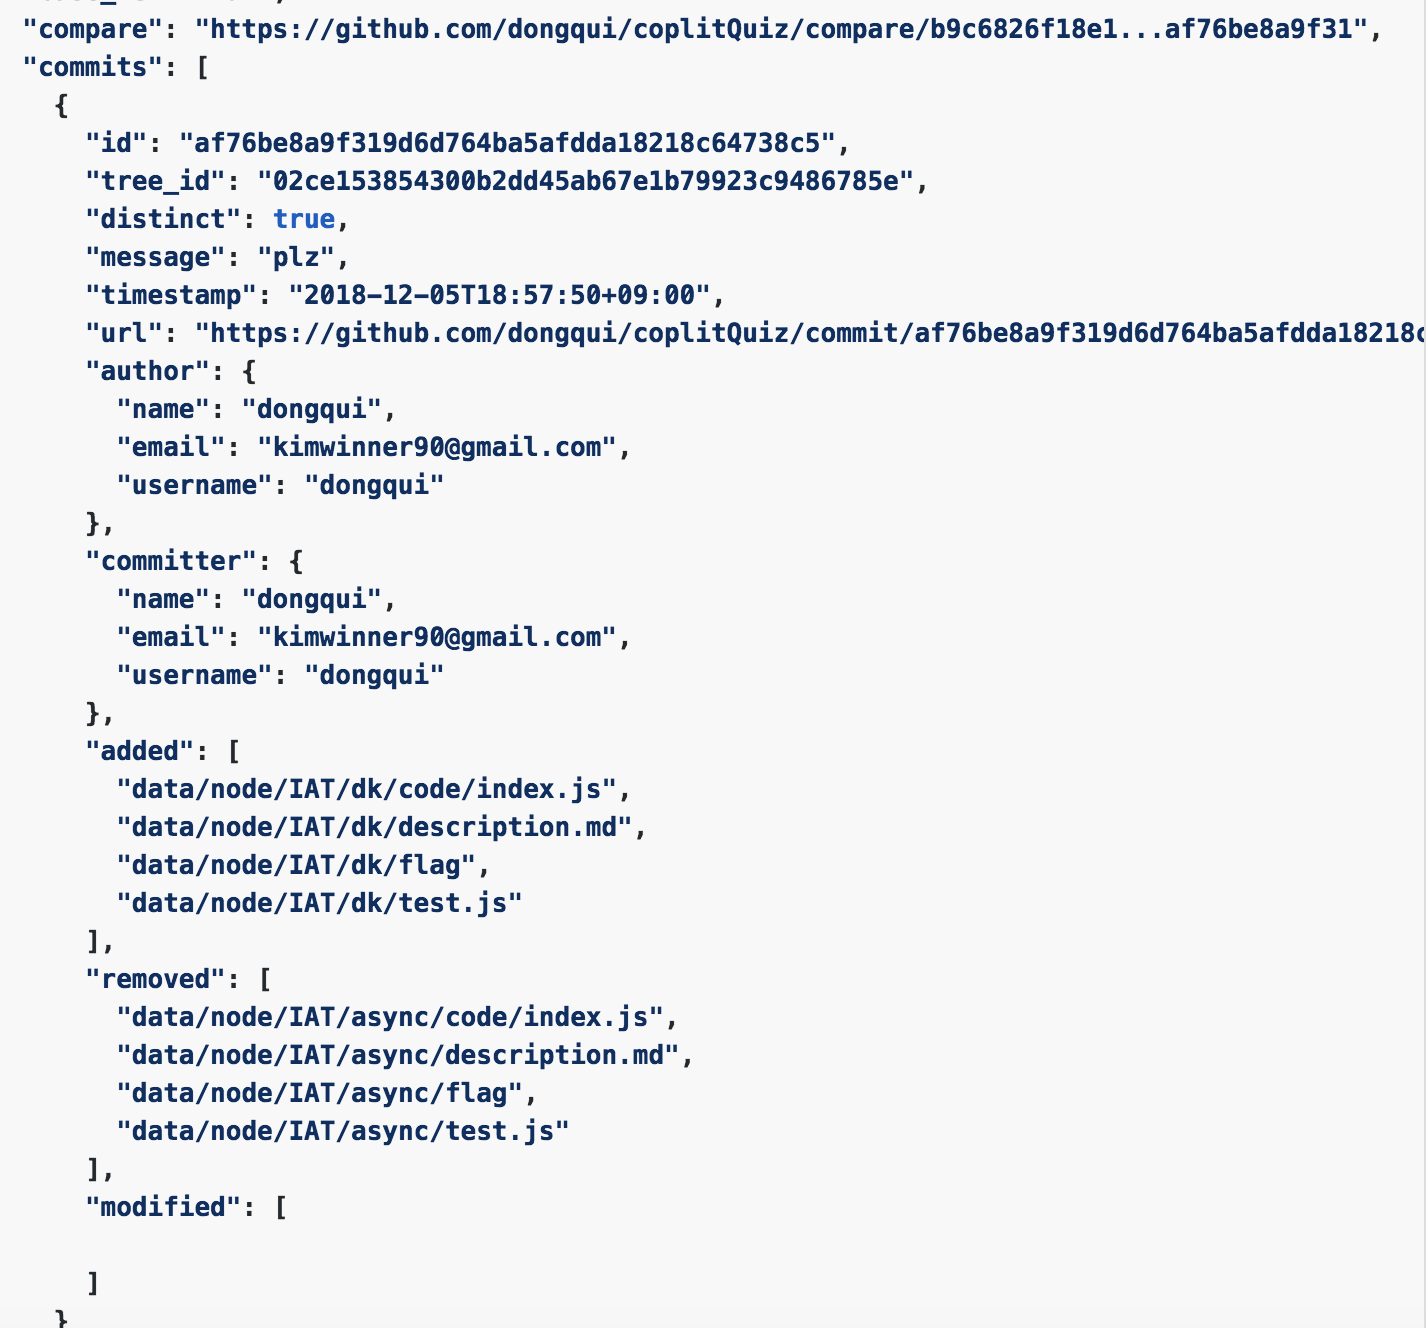 "compare": "https://github.com/dongqui/coplitQuiz/compare/b9c6826f18e1...af76be8a9f31",
"commits": [
{
"id": "af76be8a9f319d6d764ba5afdda18218c64738c5",
"tree_id": "02ce153854300b2dd45ab67e1b79923c9486785e",
"distinct": true,
"message": "plz",
"timestamp": "2018-12-05T18:57:50+09:00",
"url": "https://github.com/dongqui/coplitQuiz/commit/af76be8a9f319d6d764ba5afdda18218c
"author": {
"name": "dongqui",
"email": "kimwinner90@gmail.com",
"username": "dongqui"
},
"committer": {
"name": "dongqui",
"email": "kimwinner90@gmail.com",
"username": "dongqui"
},
"added": [
"data/node/IAT/dk/code/index.js",
"data/node/IAT/dk/description.md",
"data/node/IAT/dk/flag",
"data/node/IAT/dk/test.js"
],
"removed": [
"data/node/IAT/async/code/index.js",
"data/node/IAT/async/description.md",
"data/node/IAT/async/flag",
"data/node/IAT/async/test.js"
],
"modified": [
]
}